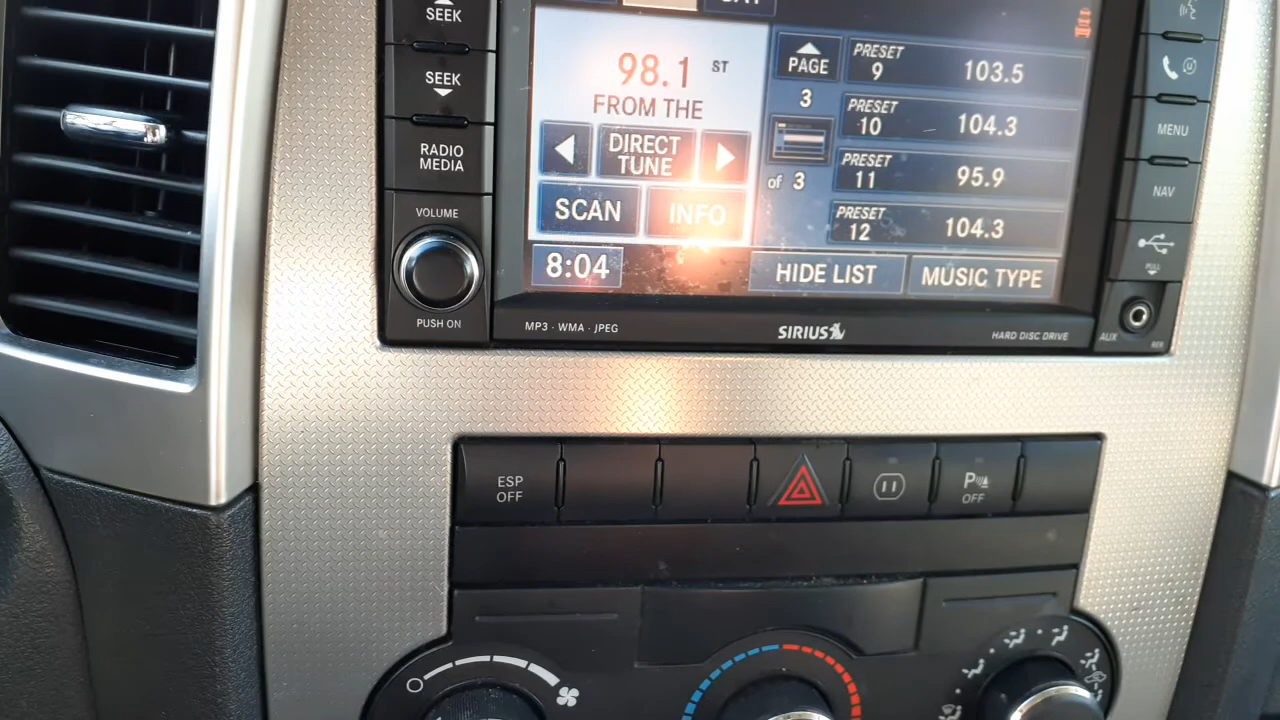 SEEK
SEEK
RADIO
MEDIA
VOLUME
PUSH ON
98.1 ST
FROM THE
DIRECT
TUNE
SCAN
INFO
8:04
PAGE
3
of 3
PRESET
9
103.5
PRESET
10
104.3
PRESET
11
95.9
PRESET
12
104.3
HIDE LIST
MUSIC TYPE
MP3 · WMA · JPEG
SIRIUS
HARD DISC DRIVE
MENU
NAV
PULL
AUX
ESP
OFF
P
OFF